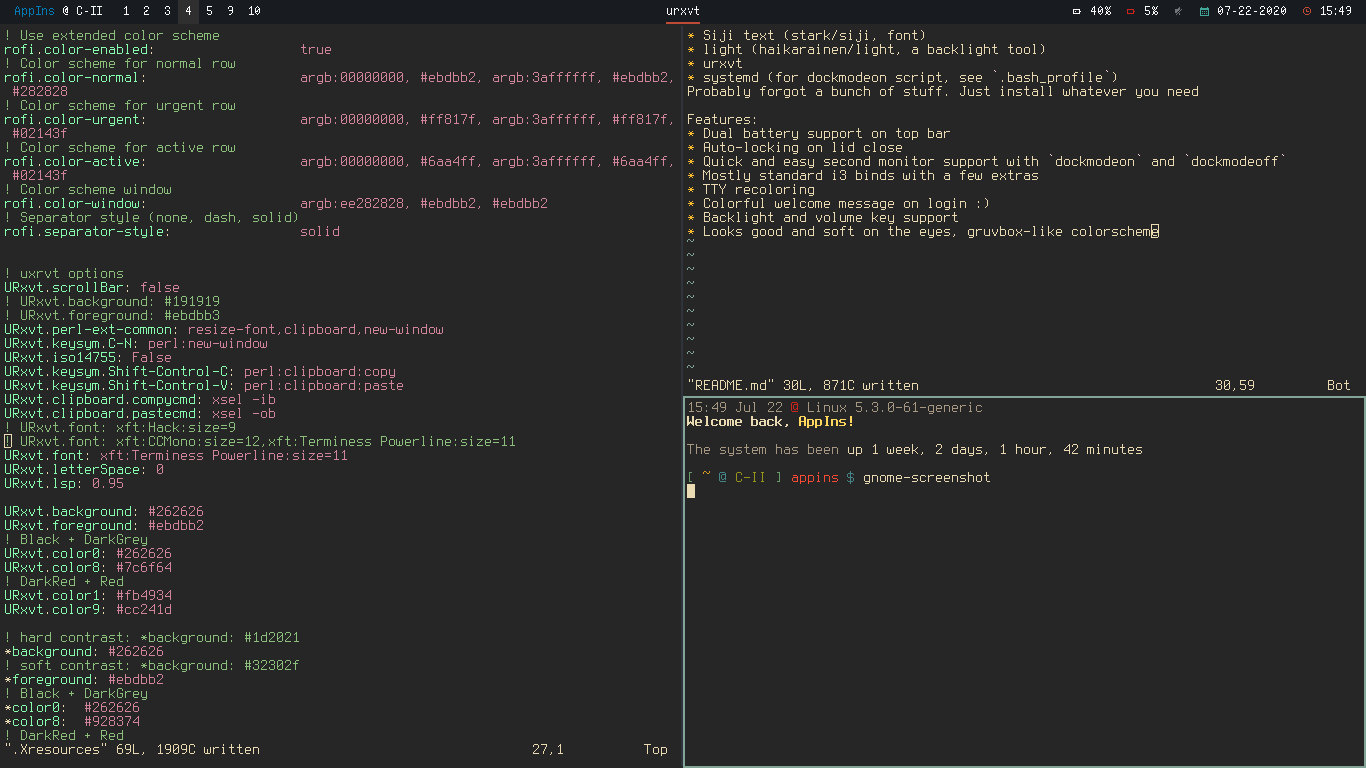 AppIns @ C-II 1 2 3 4 5 9 10 urxvt 40% 5% 07-22-2020 15:49
! Use extended color scheme
rofi.color-enabled: true
! Color scheme for normal row
rofi.color-normal: argb:00000000, #ebdbb2, argb:3affffff, #ebdbb2,
#282828
! Color scheme for urgent row
rofi.color-urgent: argb:00000000, #ff817f, argb:3affffff, #ff817f,
#02143f
! Color scheme for active row
rofi.color-active: argb:00000000, #6aa4ff, argb:3affffff, #6aa4ff,
#02143f
! Color scheme window
rofi.color-window: argb:ee282828, #ebdbb2, #ebdbb2
! Separator style (none, dash, solid)
rofi.separator-style: solid
! uxrvt options
URxvt.scrollBar: false
! URxvt.background: #191919
! URxvt.foreground: #ebdbb3
URxvt.perl-ext-common: resize-font,clipboard,new-window
URxvt.keysym.C-N: perl:new-window
URxvt.iso14755: False
URxvt.keysym.Shift-Control-C: perl:clipboard:copy
URxvt.keysym.Shift-Control-V: perl:clipboard:paste
URxvt.clipboard.compycmd: xsel -ib
URxvt.clipboard.pastecmd: xsel -ob
! URxvt.font: xft:Hack:size=9
! URxvt.font: xft:CCMono:size=12,xft:Terminess Powerline:size=11
URxvt.font: xft:Terminess Powerline:size=11
URxvt.letterSpace: 0
URxvt.lsp: 0.95
URxvt.background: #262626
URxvt.foreground: #ebdbb2
! Black + DarkGrey
URxvt.color0: #262626
URxvt.color8: #7c6f64
! DarkRed + Red
URxvt.color1: #fb4934
URxvt.color9: #cc241d
! hard contrast: *background: #1d2021
*background: #262626
! soft contrast: *background: #32302f
*foreground: #ebdbb2
! Black + DarkGrey
*color0: #262626
*color8: #928374
! DarkRed + Red
".Xresources" 69L, 1909C written 27,1 Top
* Siji text (stark/siji, font)
* light (haikarainen/light, a backlight tool)
* urxvt
* systemd (for dockmodeon script, see `.bash_profile`)
Probably forgot a bunch of stuff. Just install whatever you need
Features:
* Dual battery support on top bar
* Auto-locking on lid close
* Quick and easy second monitor support with `dockmodeon` and `dockmodeoff`
* Mostly standard i3 binds with a few extras
* TTY recoloring
* Colorful welcome message on login :)
* Backlight and volume key support
* Looks good and soft on the eyes, gruvbox-like colorscheme
~
~
~
~
~
~
~
~
~
~
"README.md" 30L, 871C written 30,59 Bot
15:49 Jul 22 @ Linux 5.3.0-61-generic
Welcome back, AppIns!
The system has been up 1 week, 2 days, 1 hour, 42 minutes
[ ~ @ C-II ] appins $ gnome-screenshot